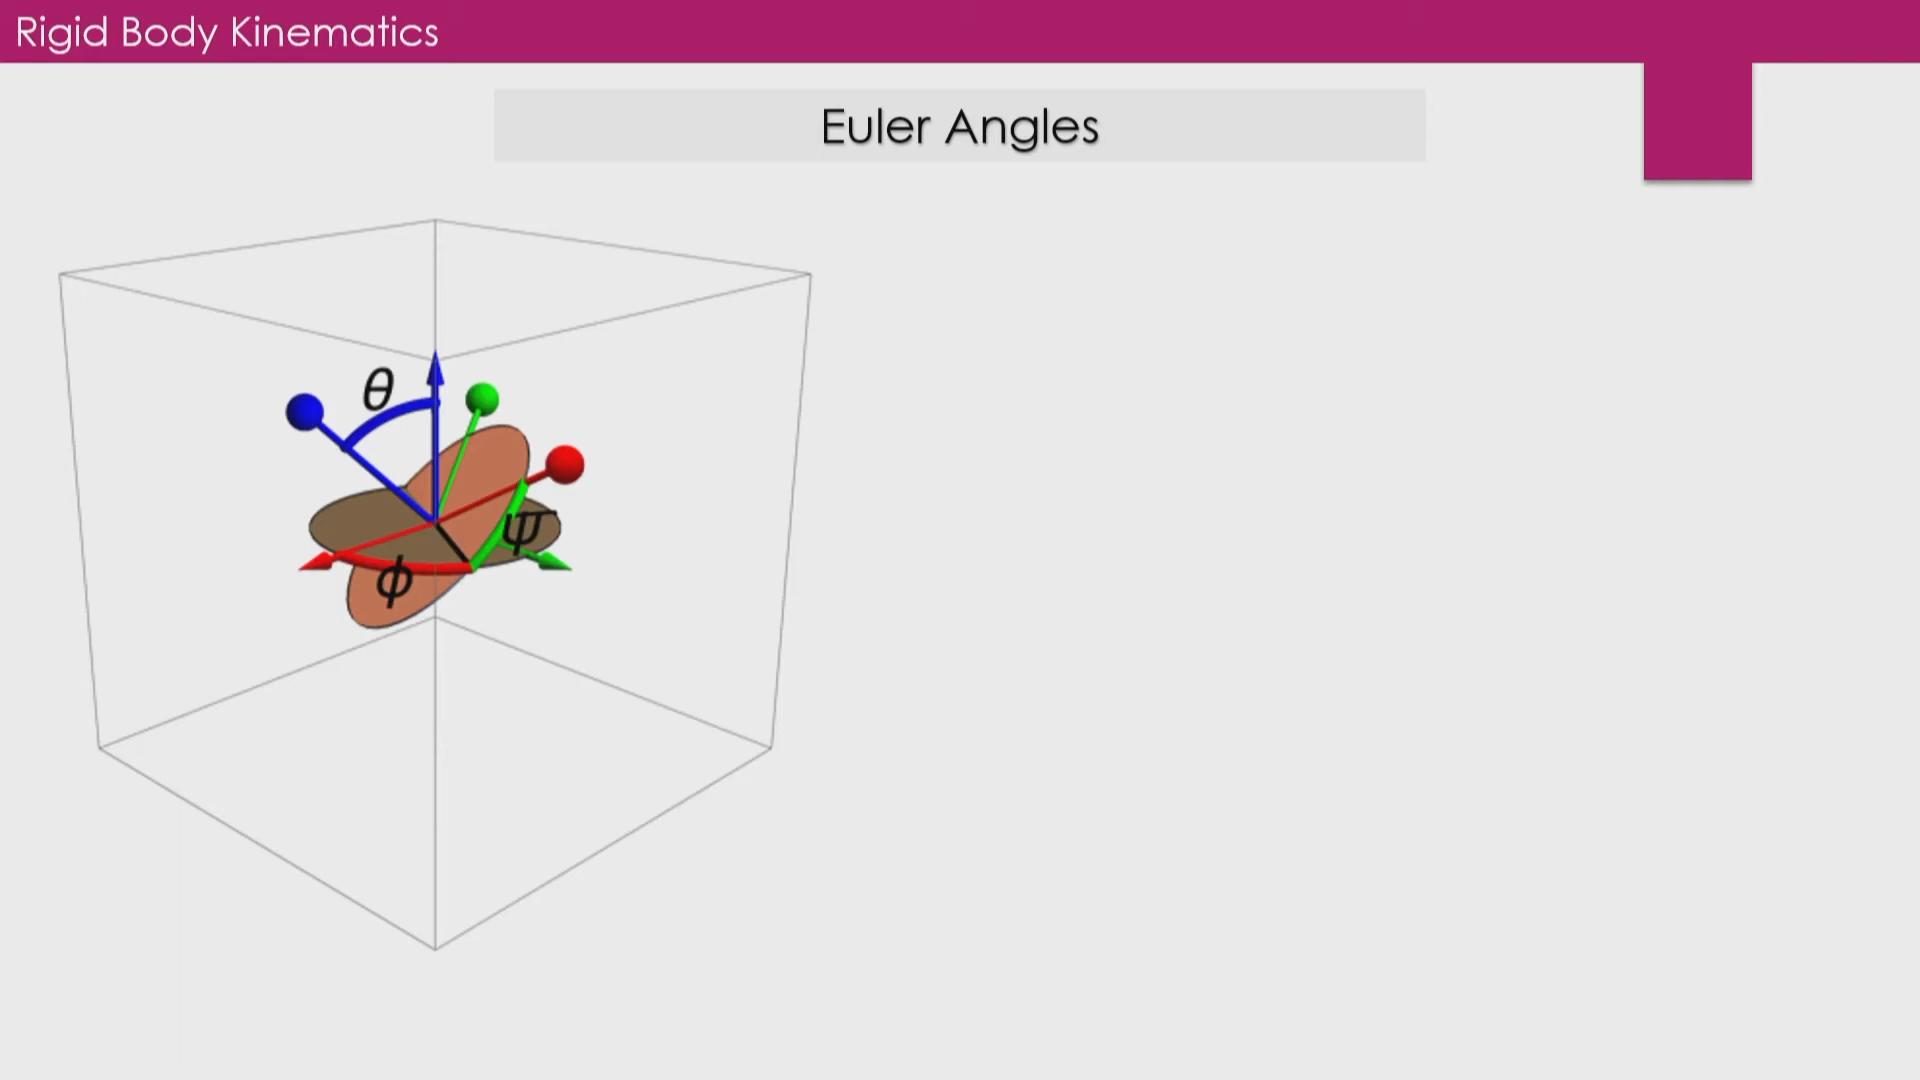 Rigid Body Kinematics
Euler Angles
θ
ψ
ϕ